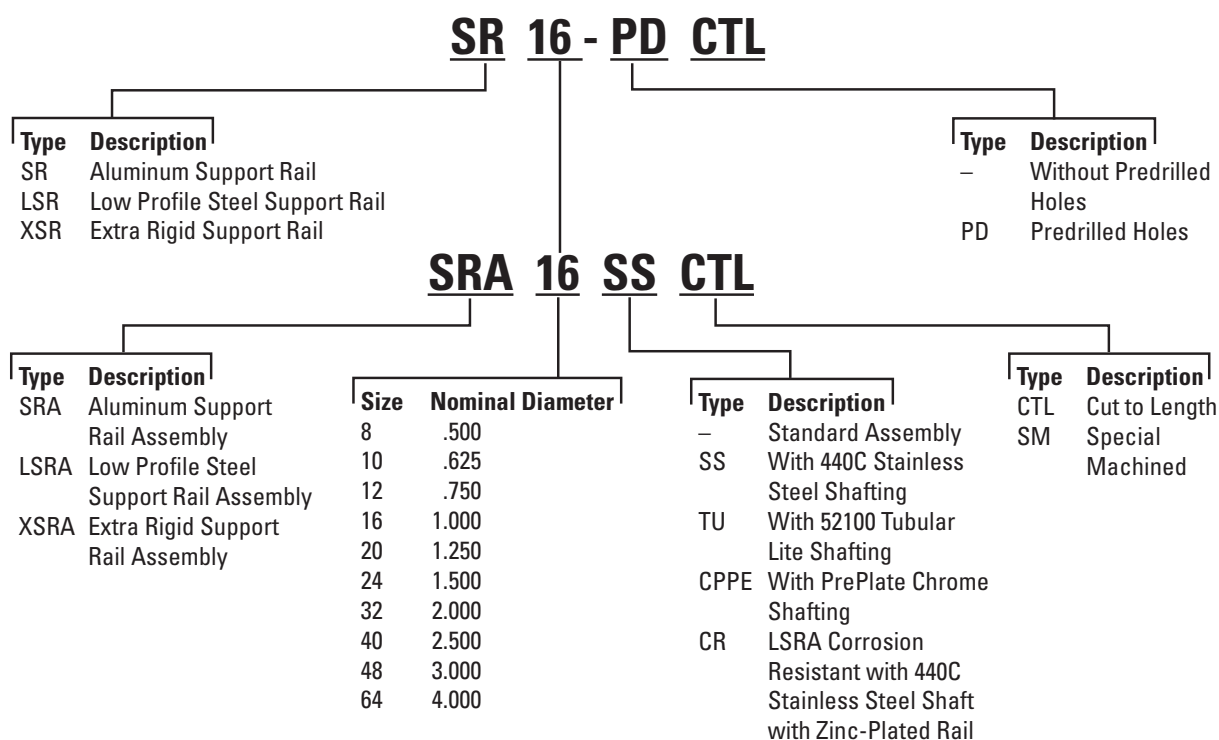 SR 16 - PD CTL
Type Description
SR Aluminum Support Rail
LSR Low Profile Steel Support Rail
XSR Extra Rigid Support Rail
Type Description
– Without Predrilled
Holes
PD Predrilled Holes
SRA 16 SS CTL
Type Description
SRA Aluminum Support
Rail Assembly
LSRA Low Profile Steel
Support Rail Assembly
XSRA Extra Rigid Support
Rail Assembly
Size Nominal Diameter
8 .500
10 .625
12 .750
16 1.000
20 1.250
24 1.500
32 2.000
40 2.500
48 3.000
64 4.000
Type Description
– Standard Assembly
SS With 440C Stainless
Steel Shafting
TU With 52100 Tubular
Lite Shafting
CPPE With PrePlate Chrome
Shafting
CR LSRA Corrosion
Resistant with 440C
Stainless Steel Shaft
with Zinc-Plated Rail
Type Description
CTL Cut to Length
SM Special
Machined